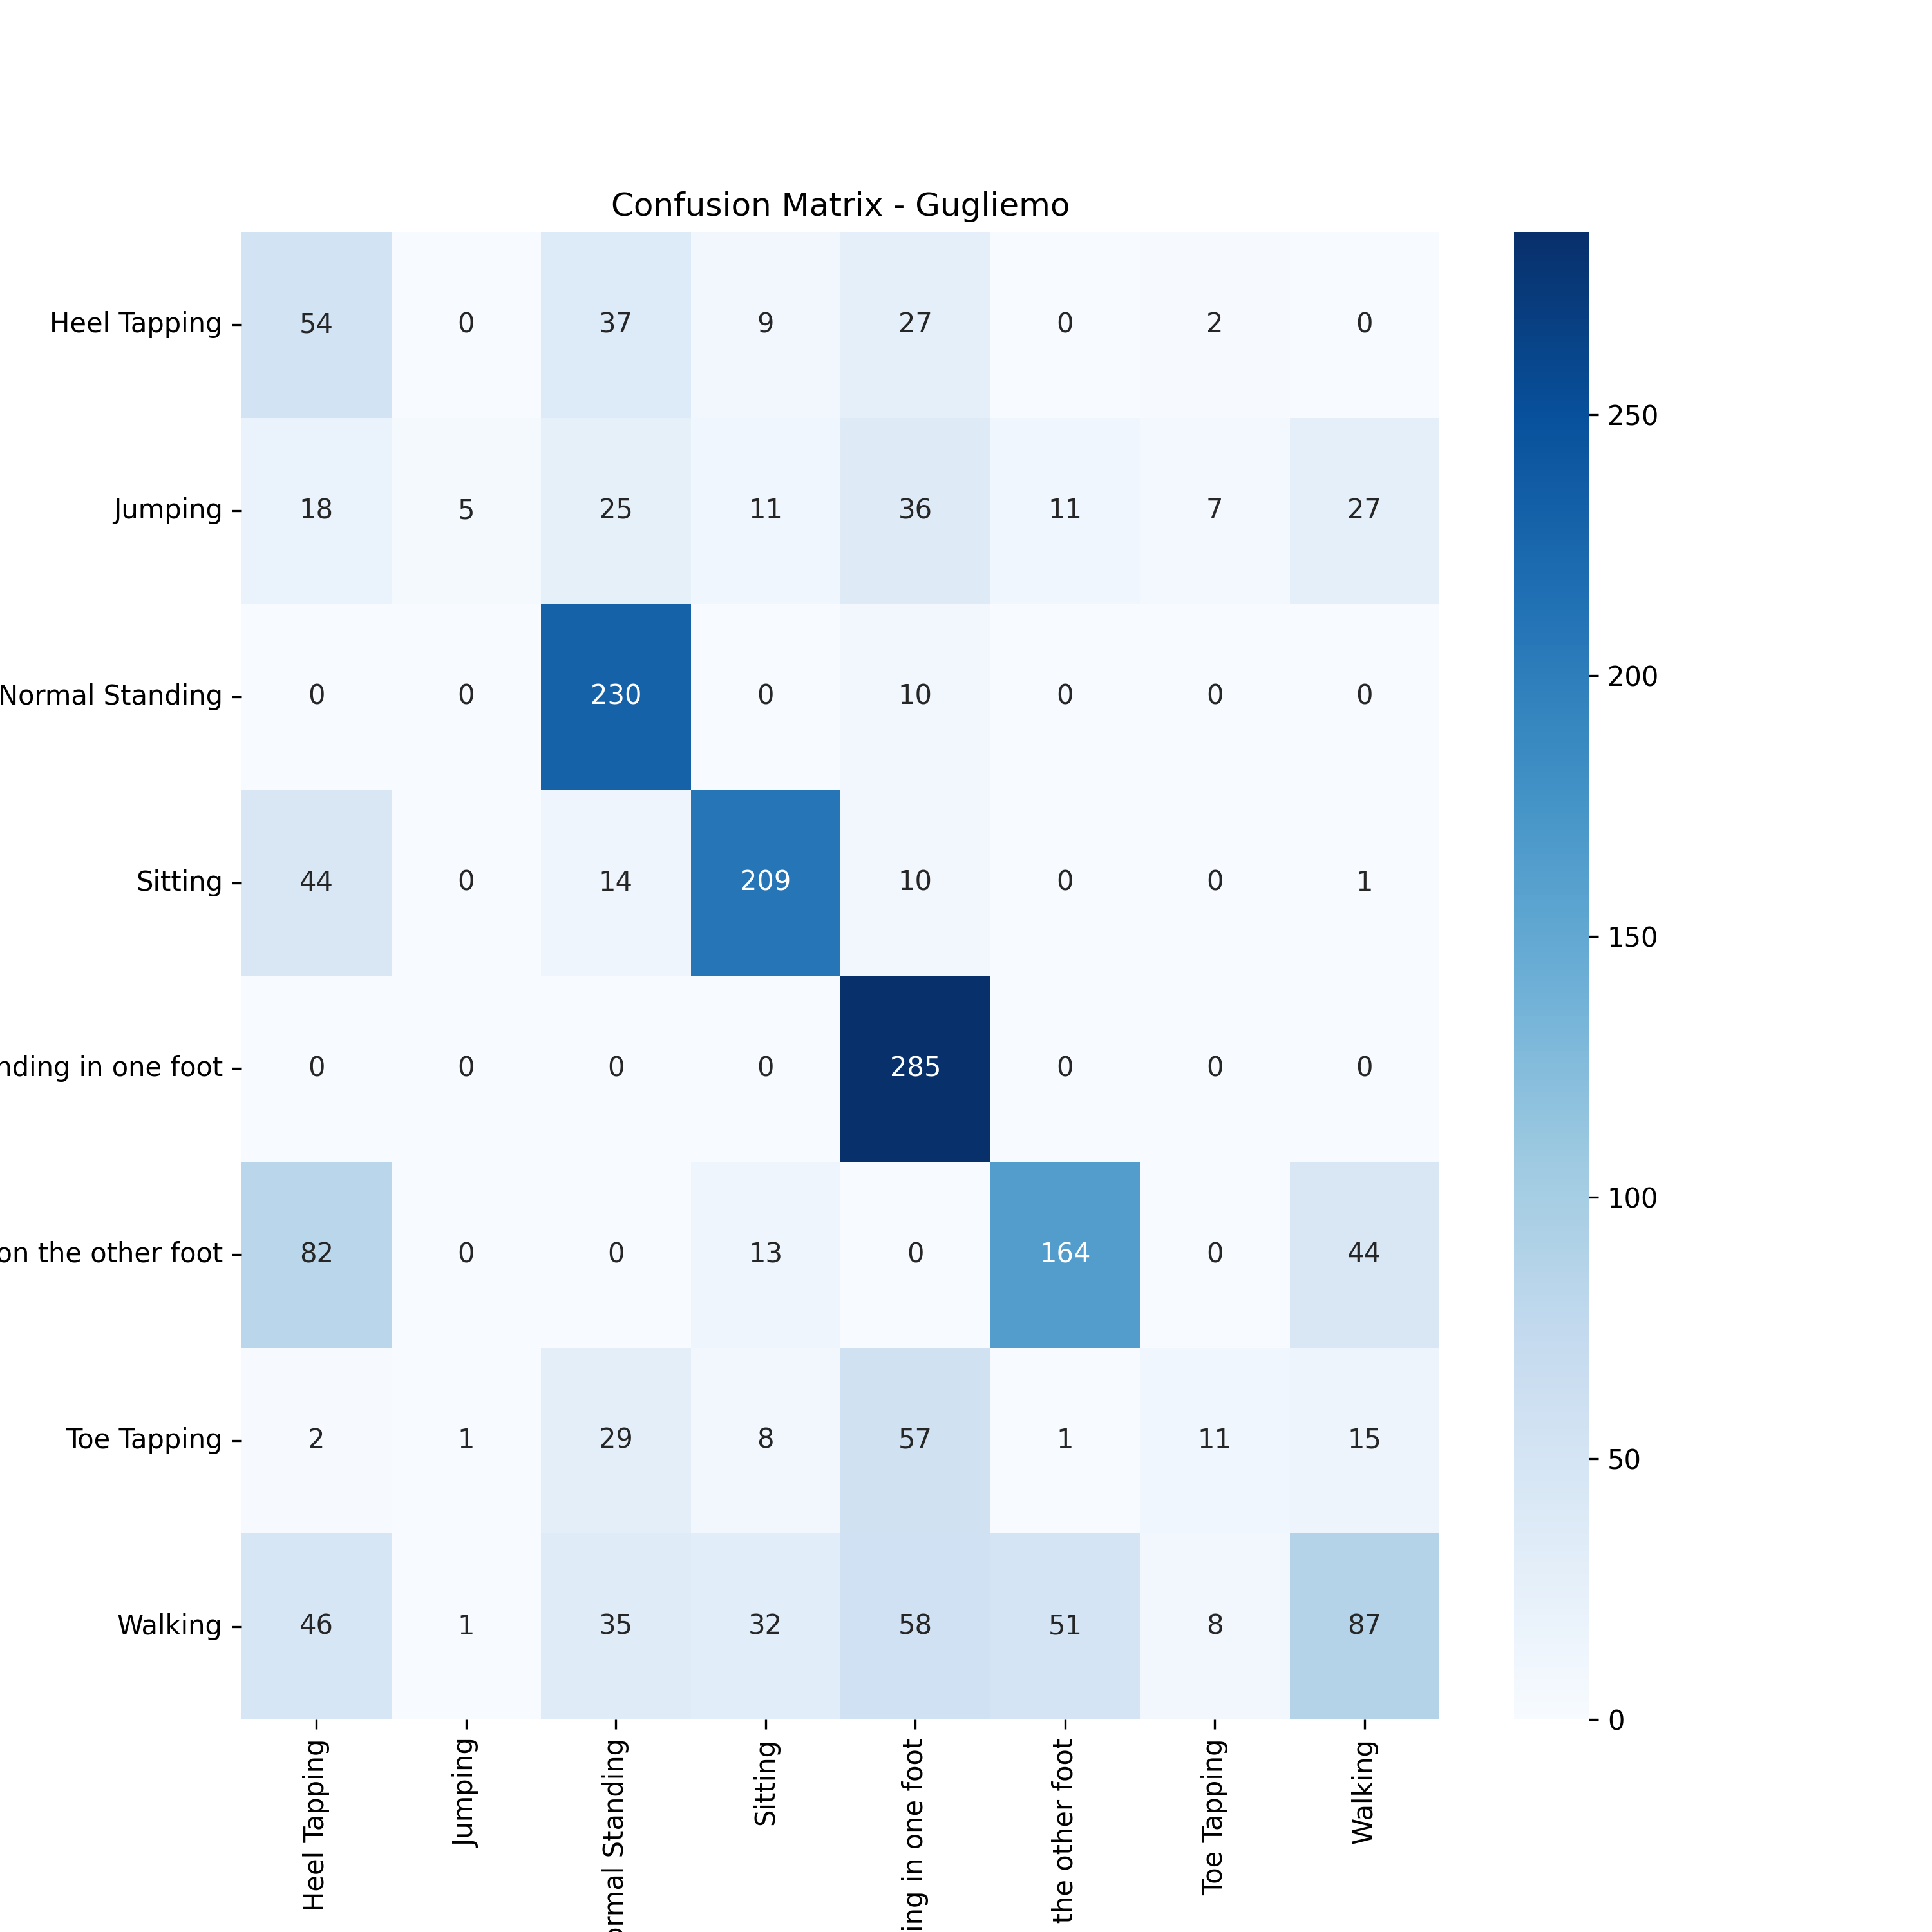 Confusion Matrix - Gugliemo
Heel Tapping 54 0 37 9 27 0 2 0
Jumping 18 5 25 11 36 11 7 27
Normal Standing 0 0 230 0 10 0 0 0
Sitting 44 0 14 209 10 0 0 1
nding in one foot 0 0 0 0 285 0 0 0
on the other foot 82 0 0 13 0 164 0 44
Toe Tapping 2 1 29 8 57 1 11 15
Walking 46 1 35 32 58 51 8 87
Heel Tapping
Jumping
ormal Standing
Sitting
ing in one foot
the other foot
Toe Tapping
Walking
250
200
150
100
50
0